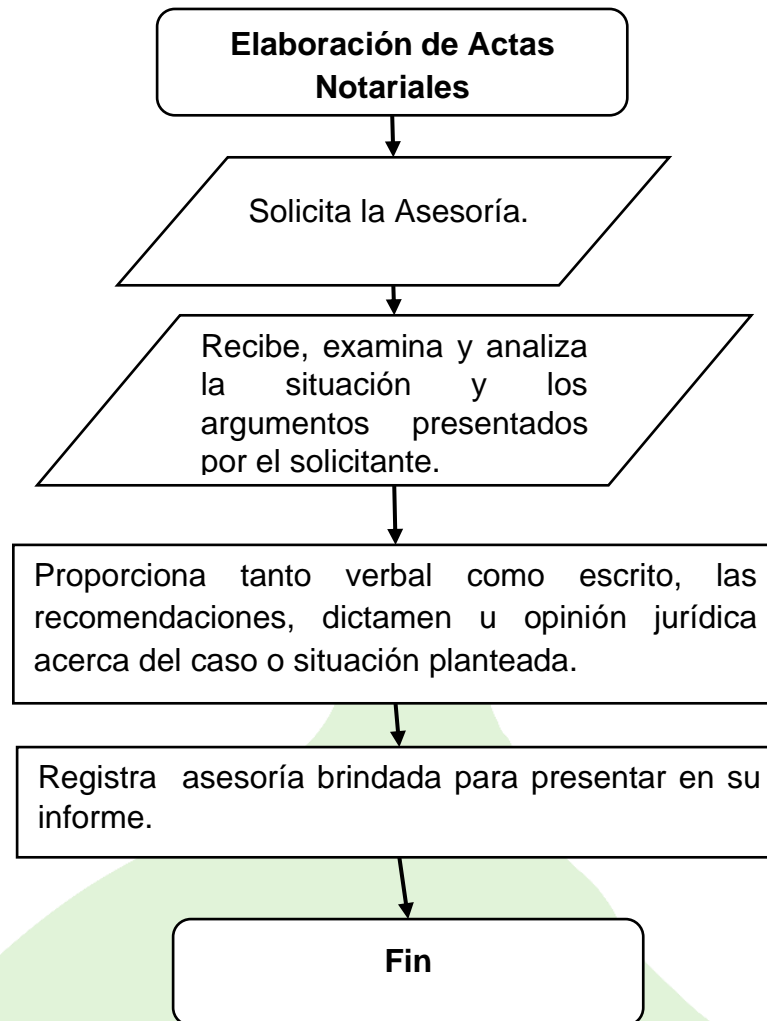 Elaboración de Actas
Notariales
Solicita la Asesoría.
Recibe, examina y analiza
la situación y los
argumentos presentados
por el solicitante.
Proporciona tanto verbal como escrito, las
recomendaciones, dictamen u opinión jurídica
acerca del caso o situación planteada.
Registra asesoría brindada para presentar en su
informe.
Fin